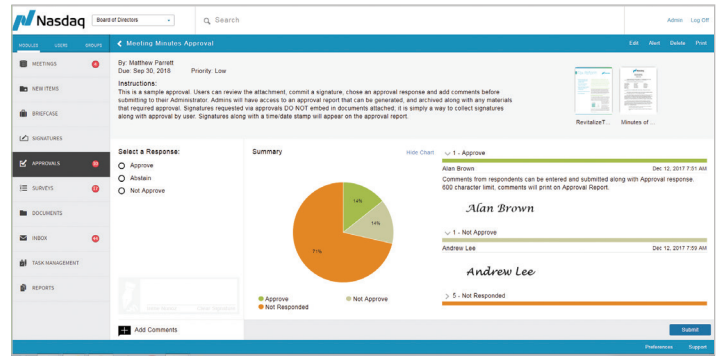 Nasdaq
Board of Directors
Search
Admin Log Off
MODULES USERS GROUPS
Meeting Minutes Approval
Edit Alert Delete Print
MEETINGS
NEW ITEMS
BRIEFCASE
SIGNATURES
APPROVALS
SURVEYS
DOCUMENTS
INBOX
TASK MANAGEMENT
REPORTS
By: Matthew Parrett
Due: Sep 30, 2018 Priority: Low
Instructions:
This is a sample approval. Users can review the attachment, commit a signature, chose an approval response and add comments before
submitting to their Administrator. Admins will have access to an approval report that can be generated, and archived along with any materials
that required approval. Signatures requested via approvals DO NOT embed in documents attached; it is simply a way to collect signatures
along with approval by user. Signatures along with a time/date stamp will appear on the approval report.
RevitalizeT... Minutes of ...
Select a Response:
Approve
Abstain
Not Approve
Add Comments
Summary
Hide Chart
14%
14%
71%
Approve Not Approve
Not Responded
1 - Approve
Alan Brown Dec 12, 2017 7:51 AM
Comments from respondents can be entered and submitted along with Approval response.
600 character limit, comments will print on Approval Report.
Alan Brown
1 - Not Approve
Andrew Lee Dec 12, 2017 7:59 AM
Andrew Lee
5 - Not Responded
Submit
Preferences Support